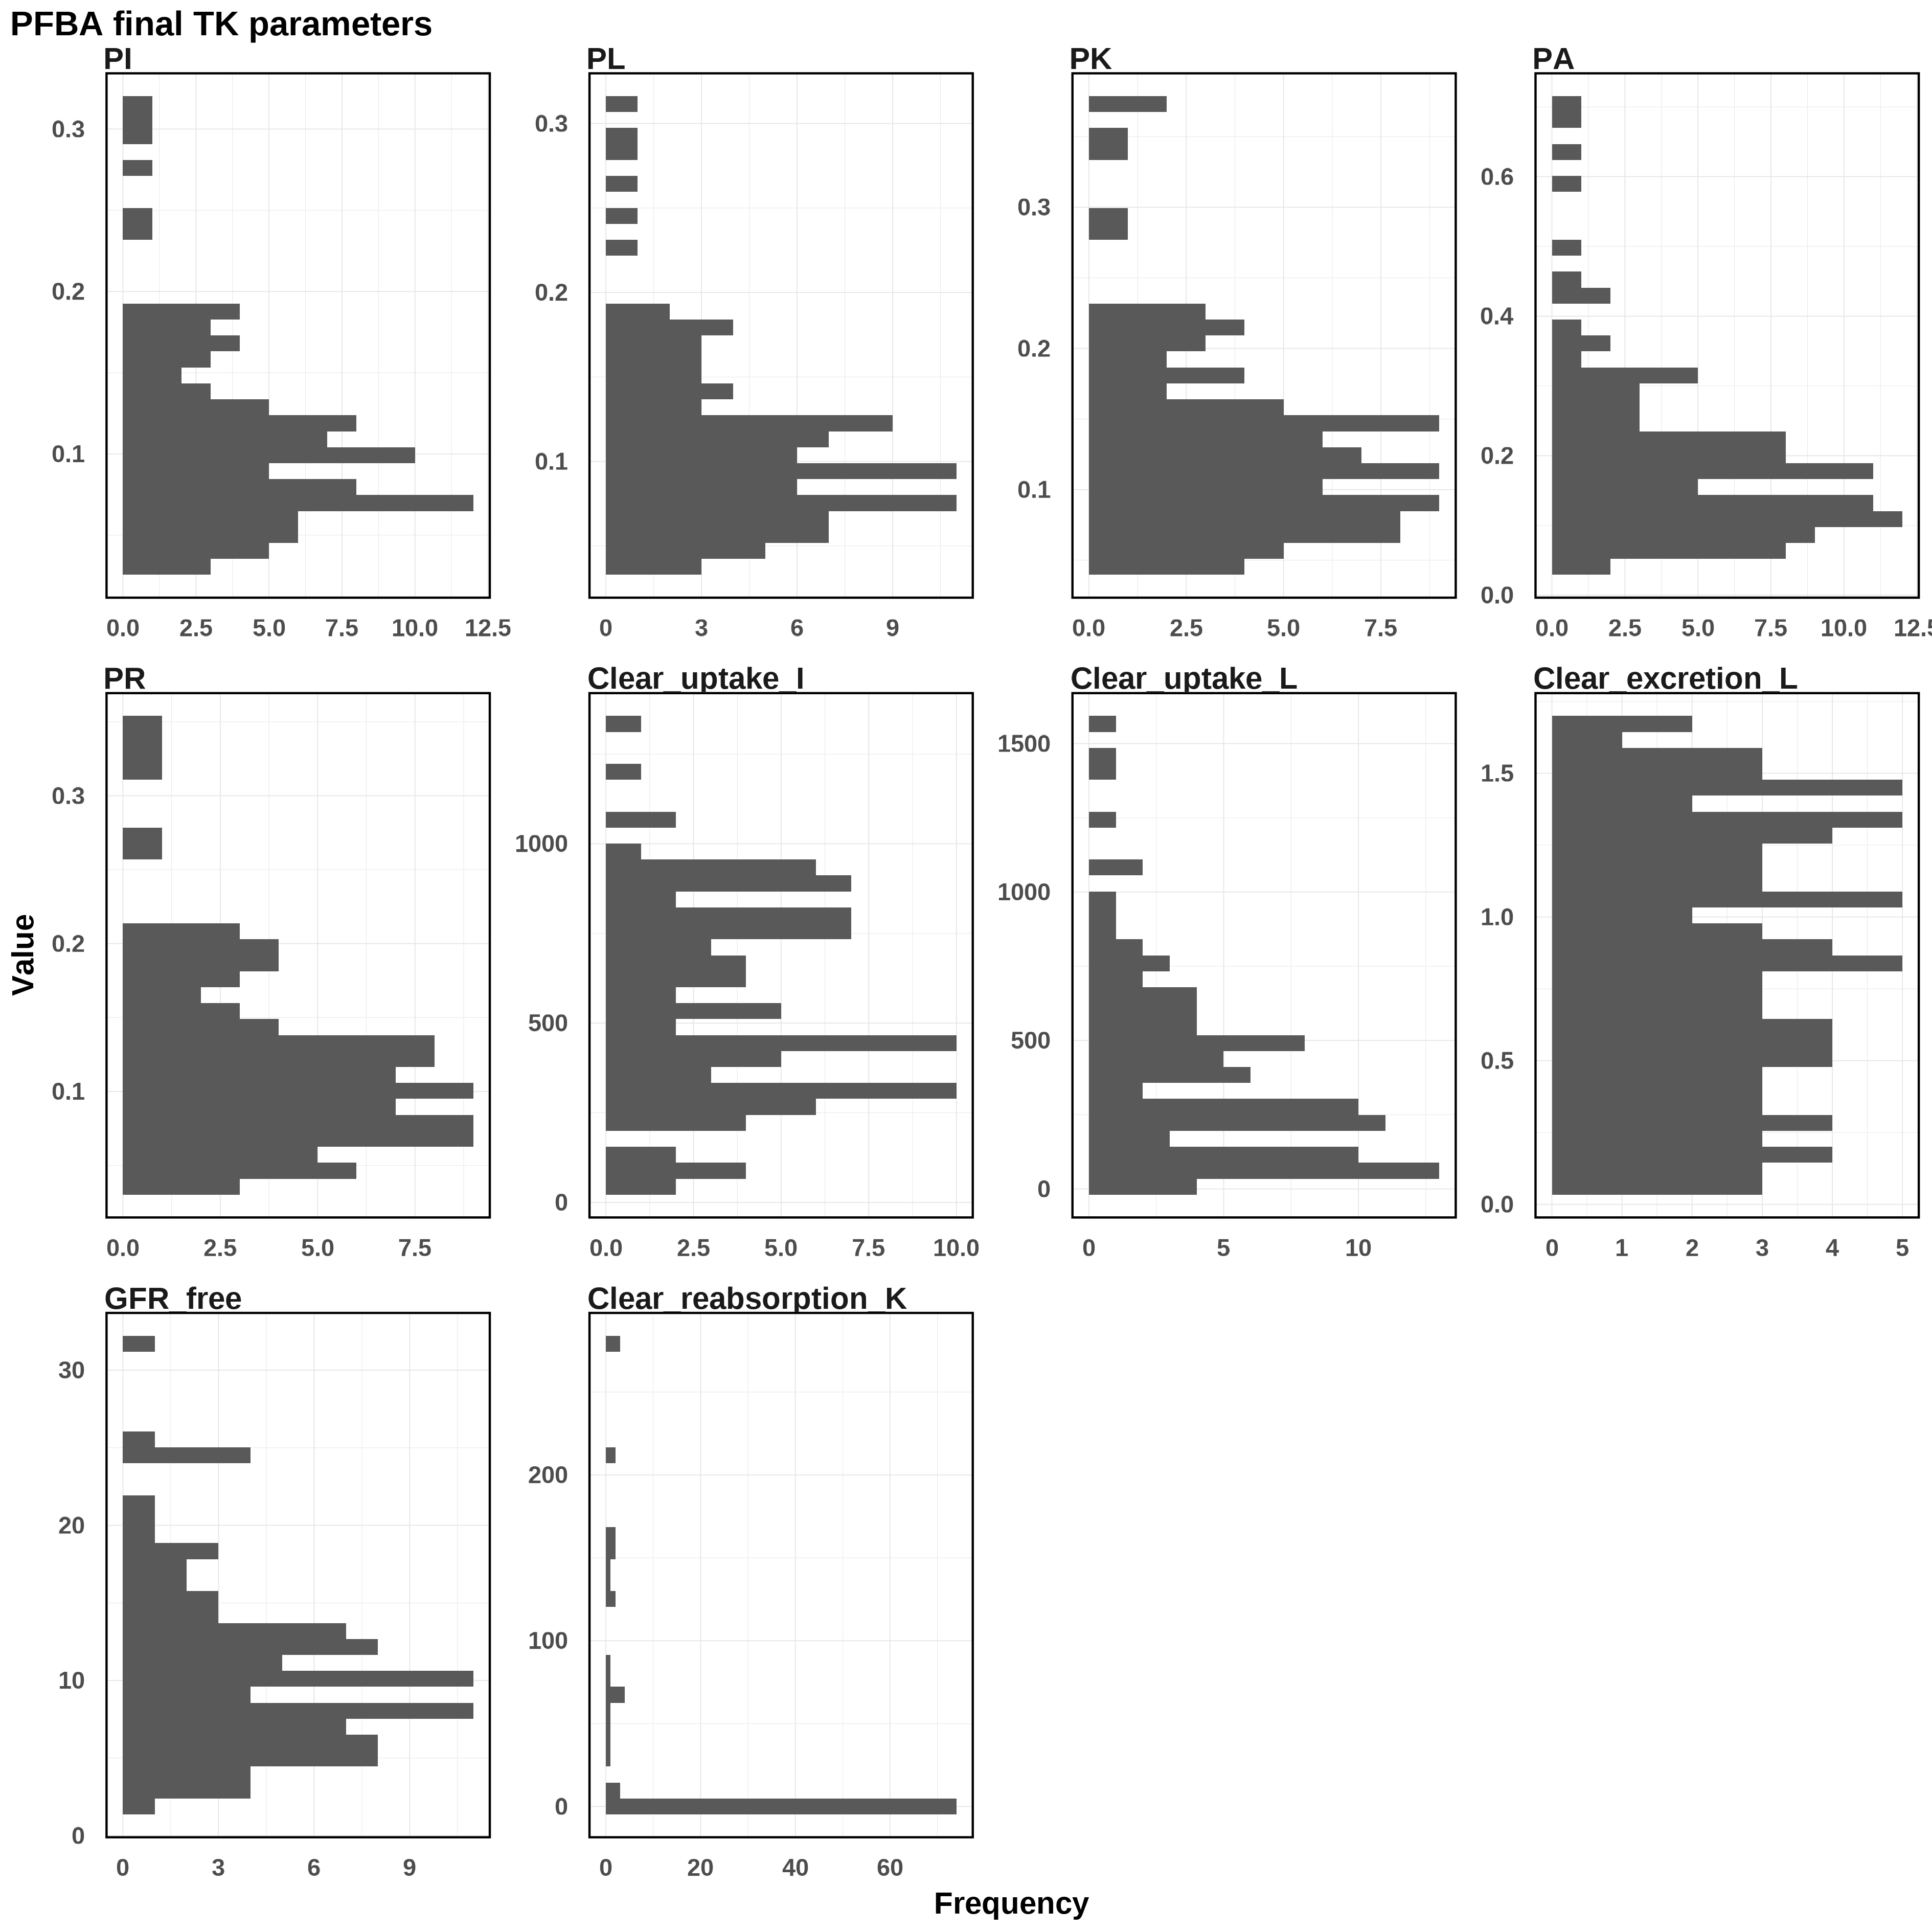 PFBA final TK parameters
PI PL PK PA
0.3 0.2 0.1
0.3 0.2 0.1
0.3 0.2 0.1
0.6 0.4 0.2 0.0
0.0 2.5 5.0 7.5 10.0 12.5
0 3 6 9
0.0 2.5 5.0 7.5
0.0 2.5 5.0 7.5 10.0 12.5
PR Clear_uptake_I Clear_uptake_L Clear_excretion_L
0.3 0.2 0.1
1000 500 0
1500 1000 500 0
1.5 1.0 0.5 0.0
Value
0.0 2.5 5.0 7.5
0.0 2.5 5.0 7.5 10.0
0 5 10
0 1 2 3 4 5
GFR_free Clear_reabsorption_K
30 20 10 0
200 100 0
0 3 6 9
0 20 40 60
Frequency